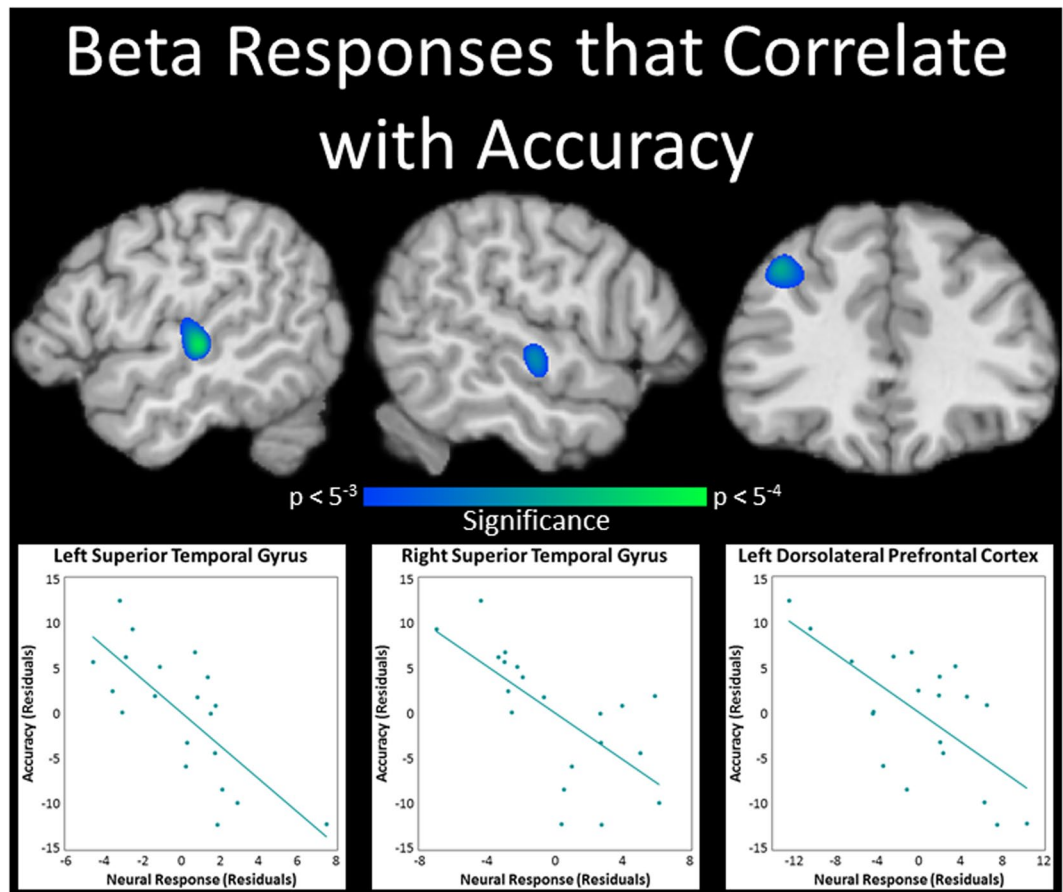 Beta Responses that Correlate
with Accuracy
p < 5-3
p < 5-4
Significance
Left Superior Temporal Gyrus
15
10
5
0
-5
-10
-15
-6
-4
-2
0
2
4
6
8
Accuracy (Residuals)
Neural Response (Residuals)
Right Superior Temporal Gyrus
15
10
5
0
-5
-10
-15
-8
-4
0
4
8
Accuracy (Residuals)
Neural Response (Residuals)
Left Dorsolateral Prefrontal Cortex
15
10
5
0
-5
-10
-15
-12
-8
-4
0
4
8
12
Accuracy (Residuals)
Neural Response (Residuals)